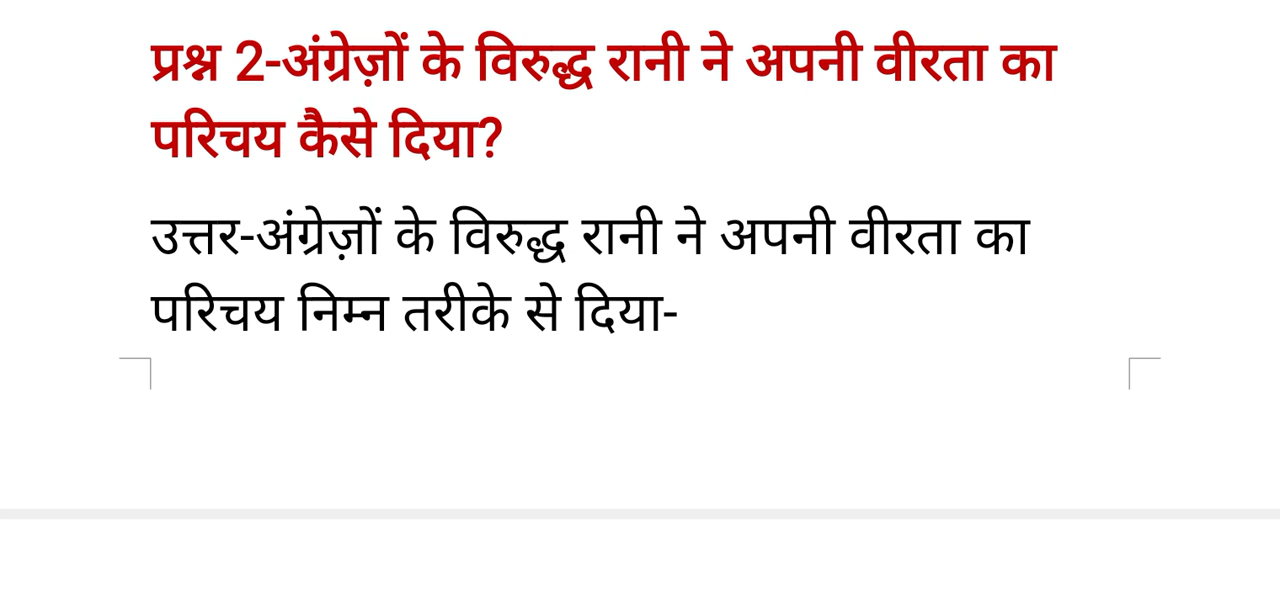 प्रश्न 2-अंग्रेज़ों के विरुद्ध रानी ने अपनी वीरता का
परिचय कैसे दिया?
उत्तर-अंग्रेज़ों के विरुद्ध रानी ने अपनी वीरता का
परिचय निम्न तरीके से दिया-